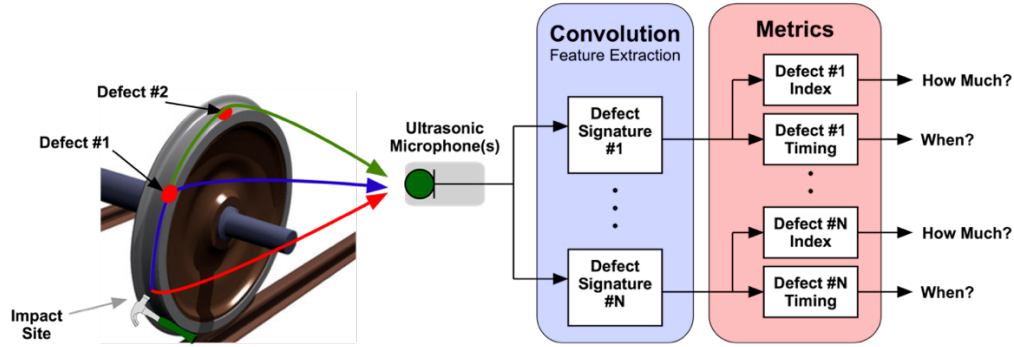 Defect #2
Defect #1
Impact
Site
Ultrasonic
Microphone(s)
Convolution
Feature Extraction
Defect
Signature
#1
Defect
Signature
#N
Metrics
Defect #1
Index
How Much?
Defect #1
Timing
When?
Defect #N
Index
How Much?
Defect #N
Timing
When?